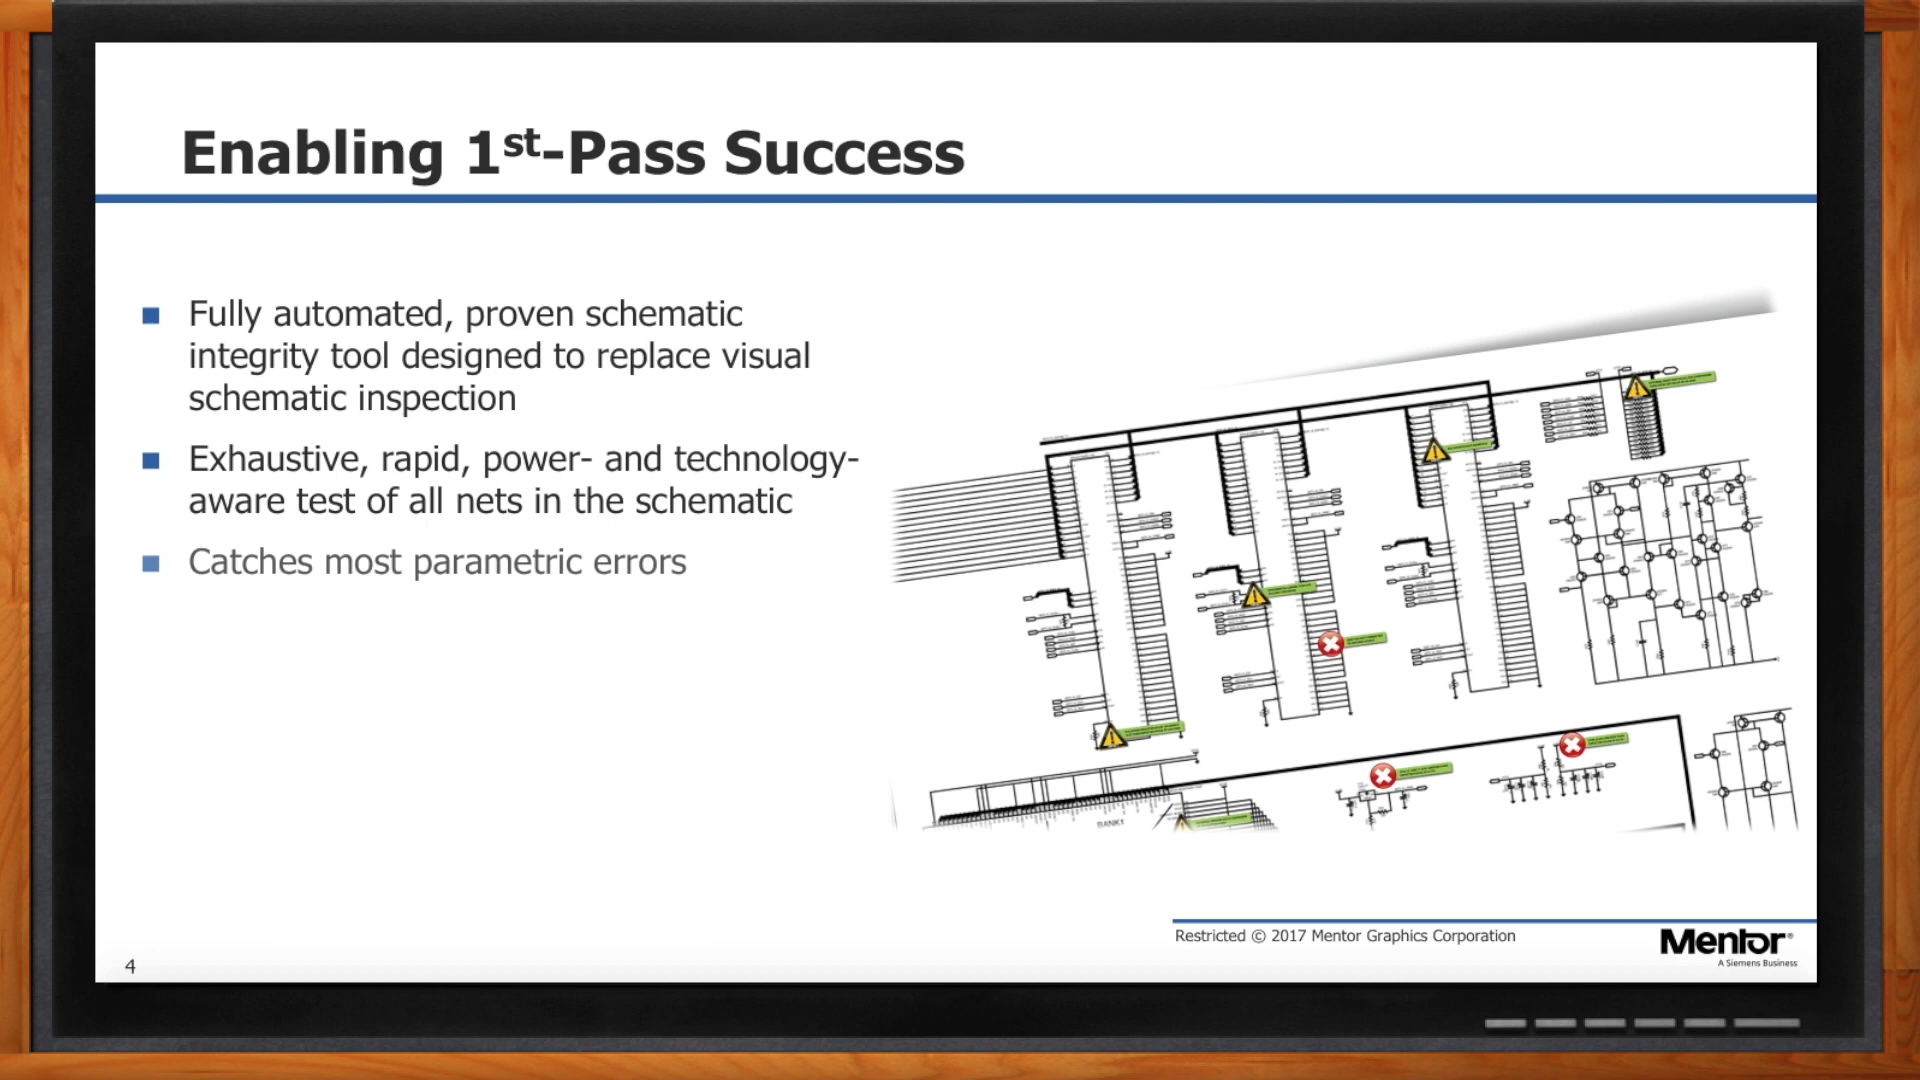 Enabling 1st-Pass Success
Fully automated, proven schematic
integrity tool designed to replace visual
schematic inspection
Exhaustive, rapid, power- and technology-
aware test of all nets in the schematic
Catches most parametric errors
BANK1
Restricted © 2017 Mentor Graphics Corporation
Mentor®
A Siemens Business
4